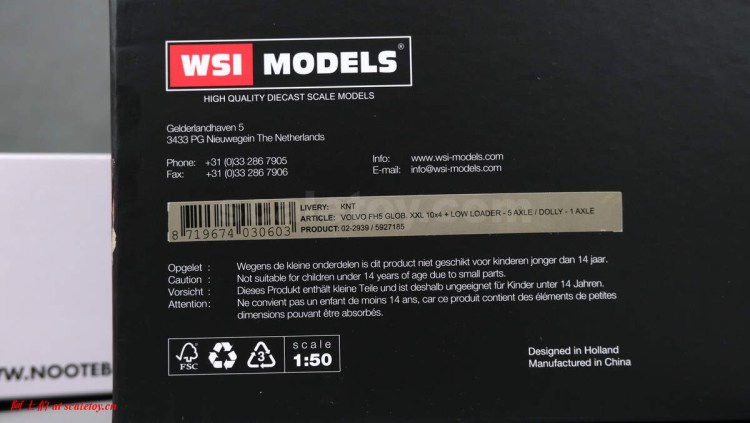 WSI MODELS®
HIGH QUALITY DIECAST SCALE MODELS
Gelderlandhaven 5
3433 PG Nieuwegein The Netherlands
Phone: +31 (0)33 286 7905
Fax: +31 (0)33 286 7906
Info: www.wsi-models.com
E-mail: info@wsi-models.com
LIVERY: KNT
ARTICLE: VOLVO FH5 GLOB. XXL 10x4 + LOW LOADER - 5 AXLE / DOLLY - 1 AXLE
PRODUCT: 02-2939 / 5927185
8 719674 030603
Opgelet : Wegens de kleine onderdelen is dit product niet geschikt voor kinderen jonger dan 14 jaar.
Caution : Not suitable for children under 14 years of age due to small parts.
Vorsicht : Dieses Produkt enthält kleine Teile und ist deshalb ungeeignet für Kinder unter 14 Jahren.
Attention: Ne convient pas un enfant de moins 14 ans, car ce produit contient des éléments de petites
dimensions pouvant être absorbés.
FSC
3
scale
1:50
Designed in Holland
Manufactured in China
WW.NOOTEB
scaletoy.cn